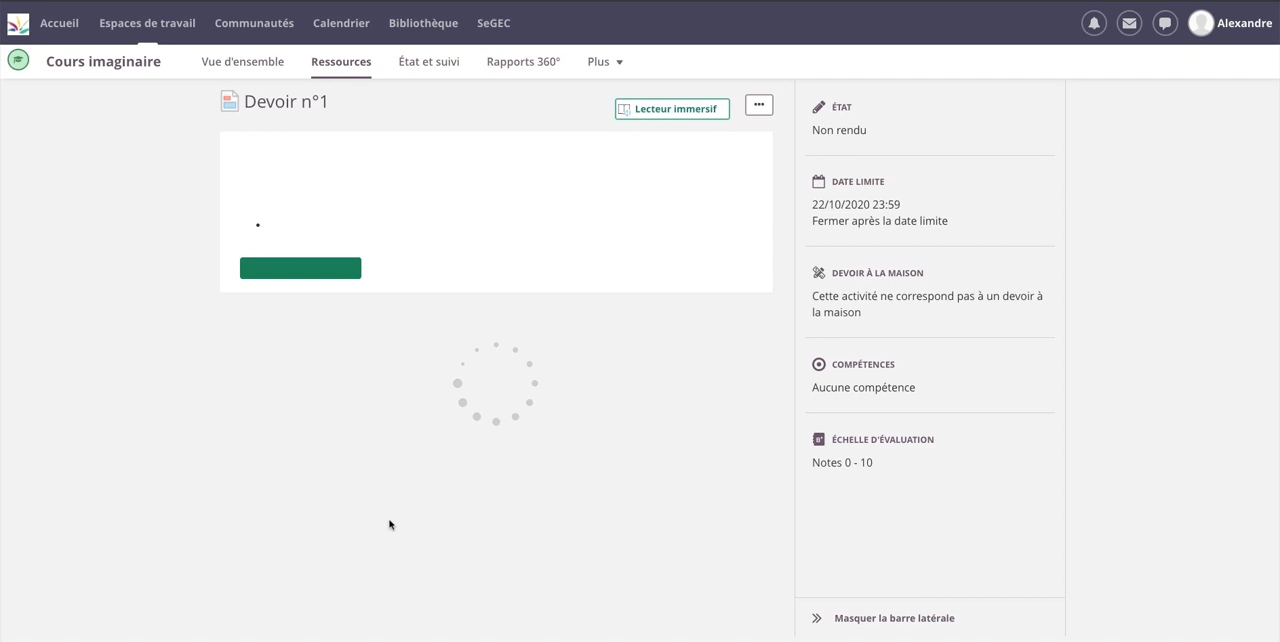 Accueil Espaces de travail Communautés Calendrier Bibliothèque SeGEC Alexandre
Cours imaginaire Vue d'ensemble Ressources État et suivi Rapports 360° Plus
Devoir n°1
Lecteur immersif
ÉTAT
Non rendu
DATE LIMITE
22/10/2020 23:59
Fermer après la date limite
DEVOIR À LA MAISON
Cette activité ne correspond pas à un devoir à
la maison
COMPÉTENCES
Aucune compétence
ÉCHELLE D'ÉVALUATION
Notes 0 - 10
Masquer la barre latérale